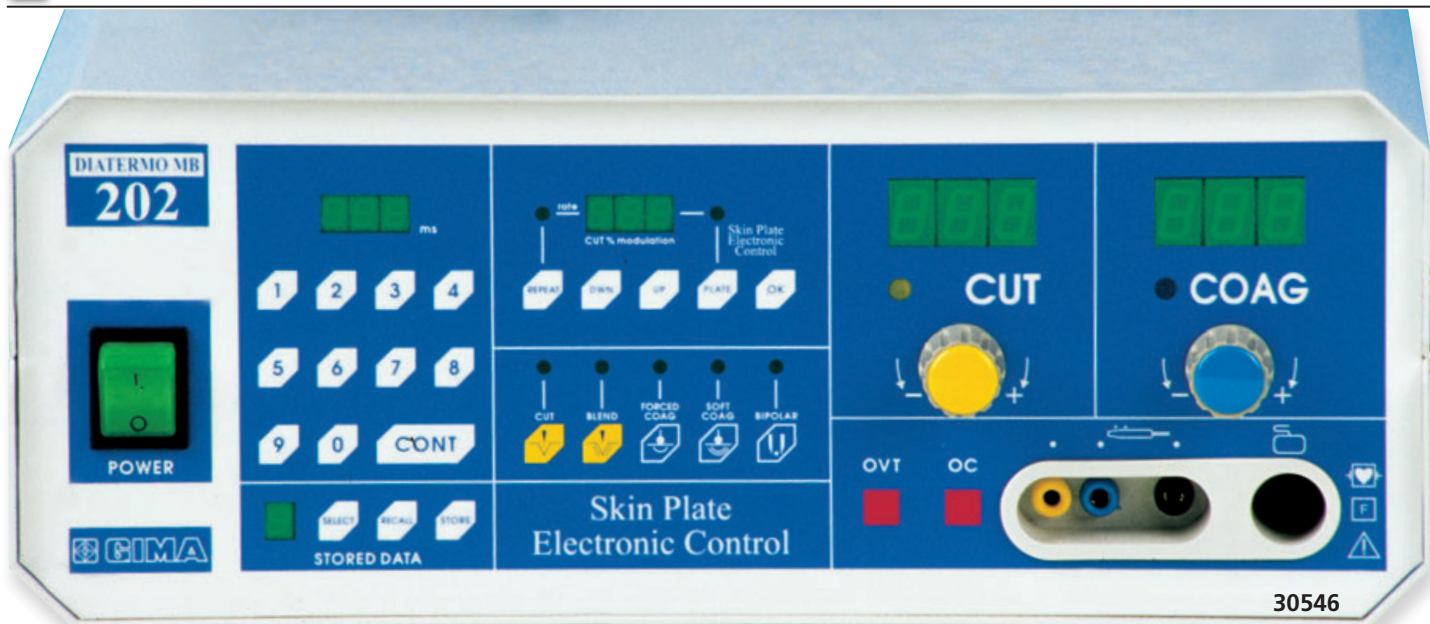 DIATERMO MB
202
POWER
GIMA
ms
1 2 3 4
5 6 7 8
9 0 CONT
SELECT RECALL STORE
STORED DATA
rate
CUT % modulation
Skin Plate
Electronic
Control
REPEAT DW% UP PLATE OK
CUT BLEND FORCED COAG SOFT COAG BIPOLAR
Skin Plate
Electronic Control
CUT
- +
COAG
- +
OVT OC
F
30546